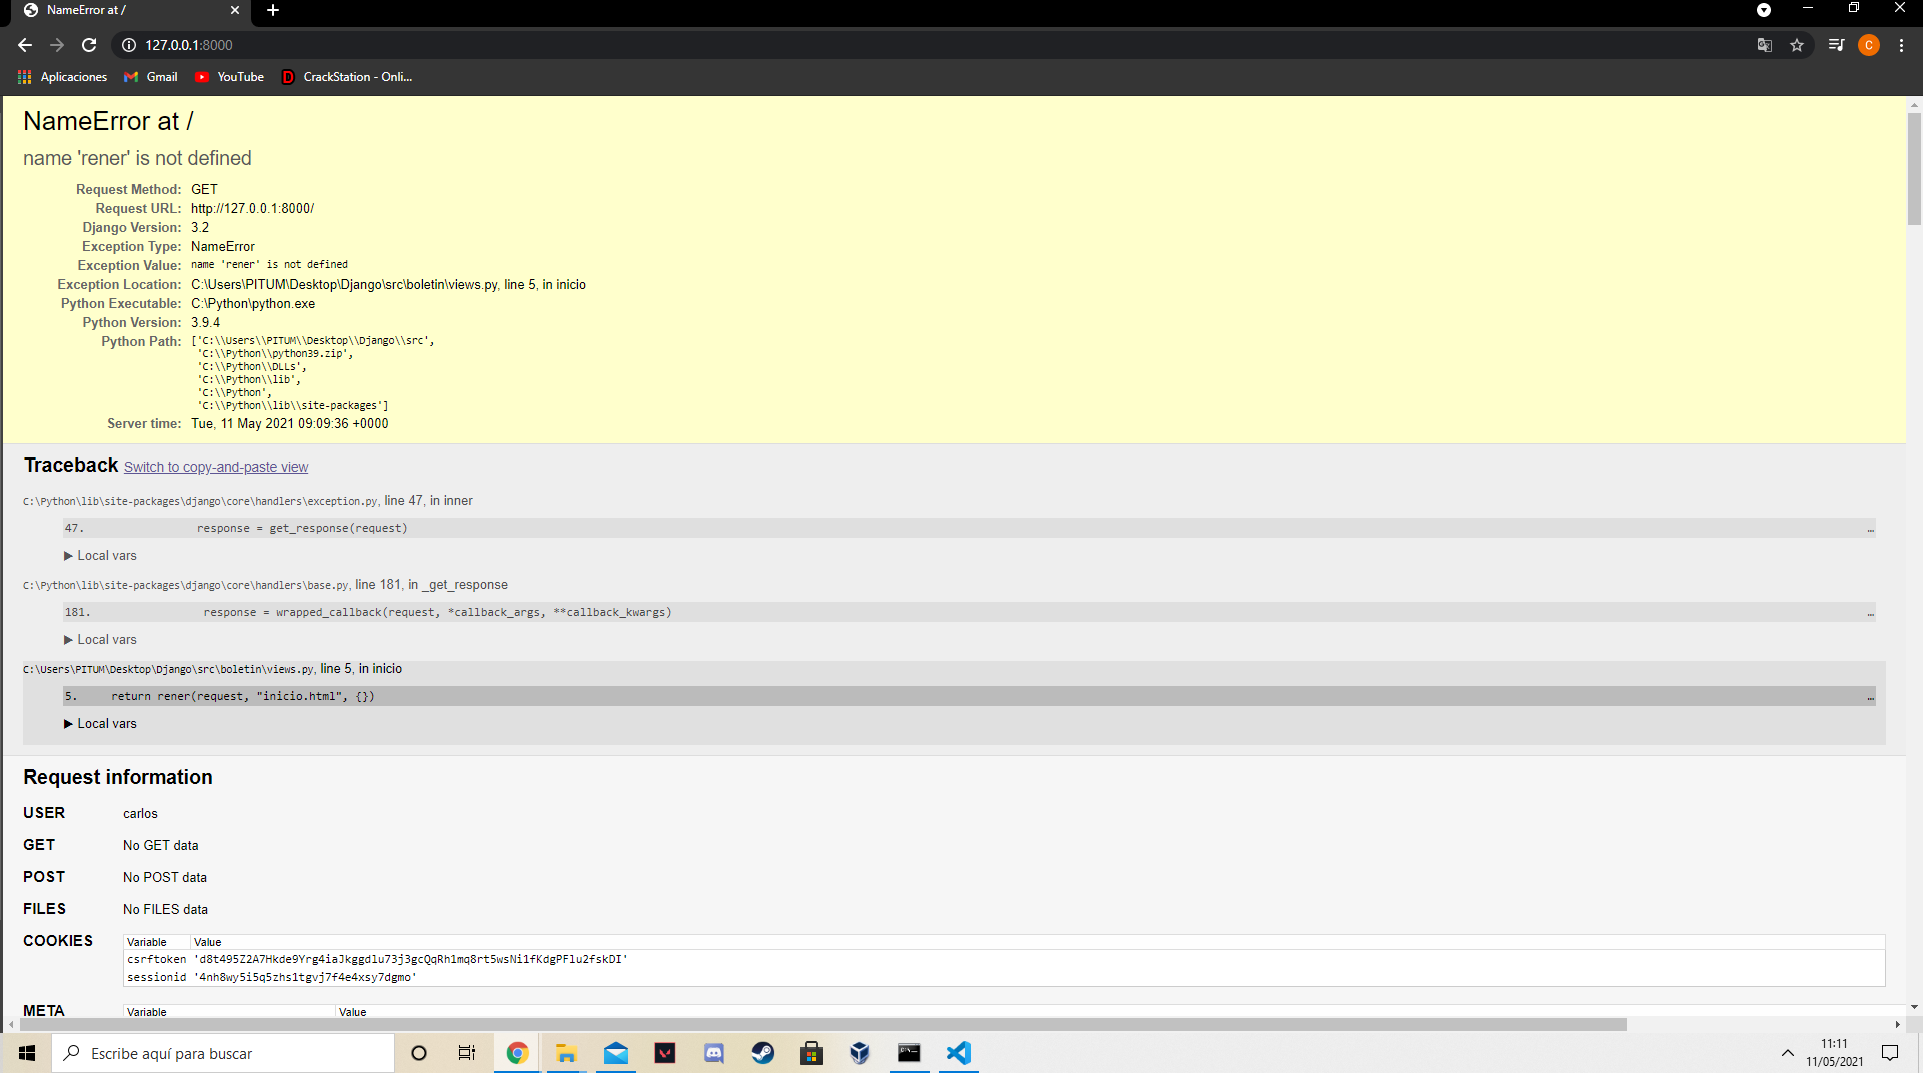 NameError at /
127.0.0.1:8000
C
Aplicaciones Gmail YouTube D CrackStation - Onli...
NameError at /
name 'rener' is not defined
Request Method: GET
Request URL: http://127.0.0.1:8000/
Django Version: 3.2
Exception Type: NameError
Exception Value: name 'rener' is not defined
Exception Location: C:\Users\PITUM\Desktop\Django\src\boletin\views.py, line 5, in inicio
Python Executable: C:\Python\python.exe
Python Version: 3.9.4
Python Path: ['C:\\Users\\PITUM\\Desktop\\Django\\src',
'C:\\Python\\python39.zip',
'C:\\Python\\DLLs',
'C:\\Python\\lib',
'C:\\Python',
'C:\\Python\\lib\\site-packages']
Server time: Tue, 11 May 2021 09:09:36 +0000
Traceback Switch to copy-and-paste view
C:\Python\lib\site-packages\django\core\handlers\exception.py, line 47, in inner
47. response = get_response(request) …
▶ Local vars
C:\Python\lib\site-packages\django\core\handlers\base.py, line 181, in _get_response
181. response = wrapped_callback(request, *callback_args, **callback_kwargs) …
▶ Local vars
C:\Users\PITUM\Desktop\Django\src\boletin\views.py, line 5, in inicio
5. return rener(request, "inicio.html", {}) …
▶ Local vars
Request information
USER carlos
GET No GET data
POST No POST data
FILES No FILES data
COOKIES Variable Value
csrftoken 'd8t495Z2A7Hkde9Yrg4iaJkggdlu73j3gcQqRh1mq8rt5wsNi1fKdgPFlu2fskDI'
sessionid '4nh8wy5i5q5zhs1tgvj7f4e4xsy7dgmo'
META Variable Value
Escribe aquí para buscar
11:11
11/05/2021